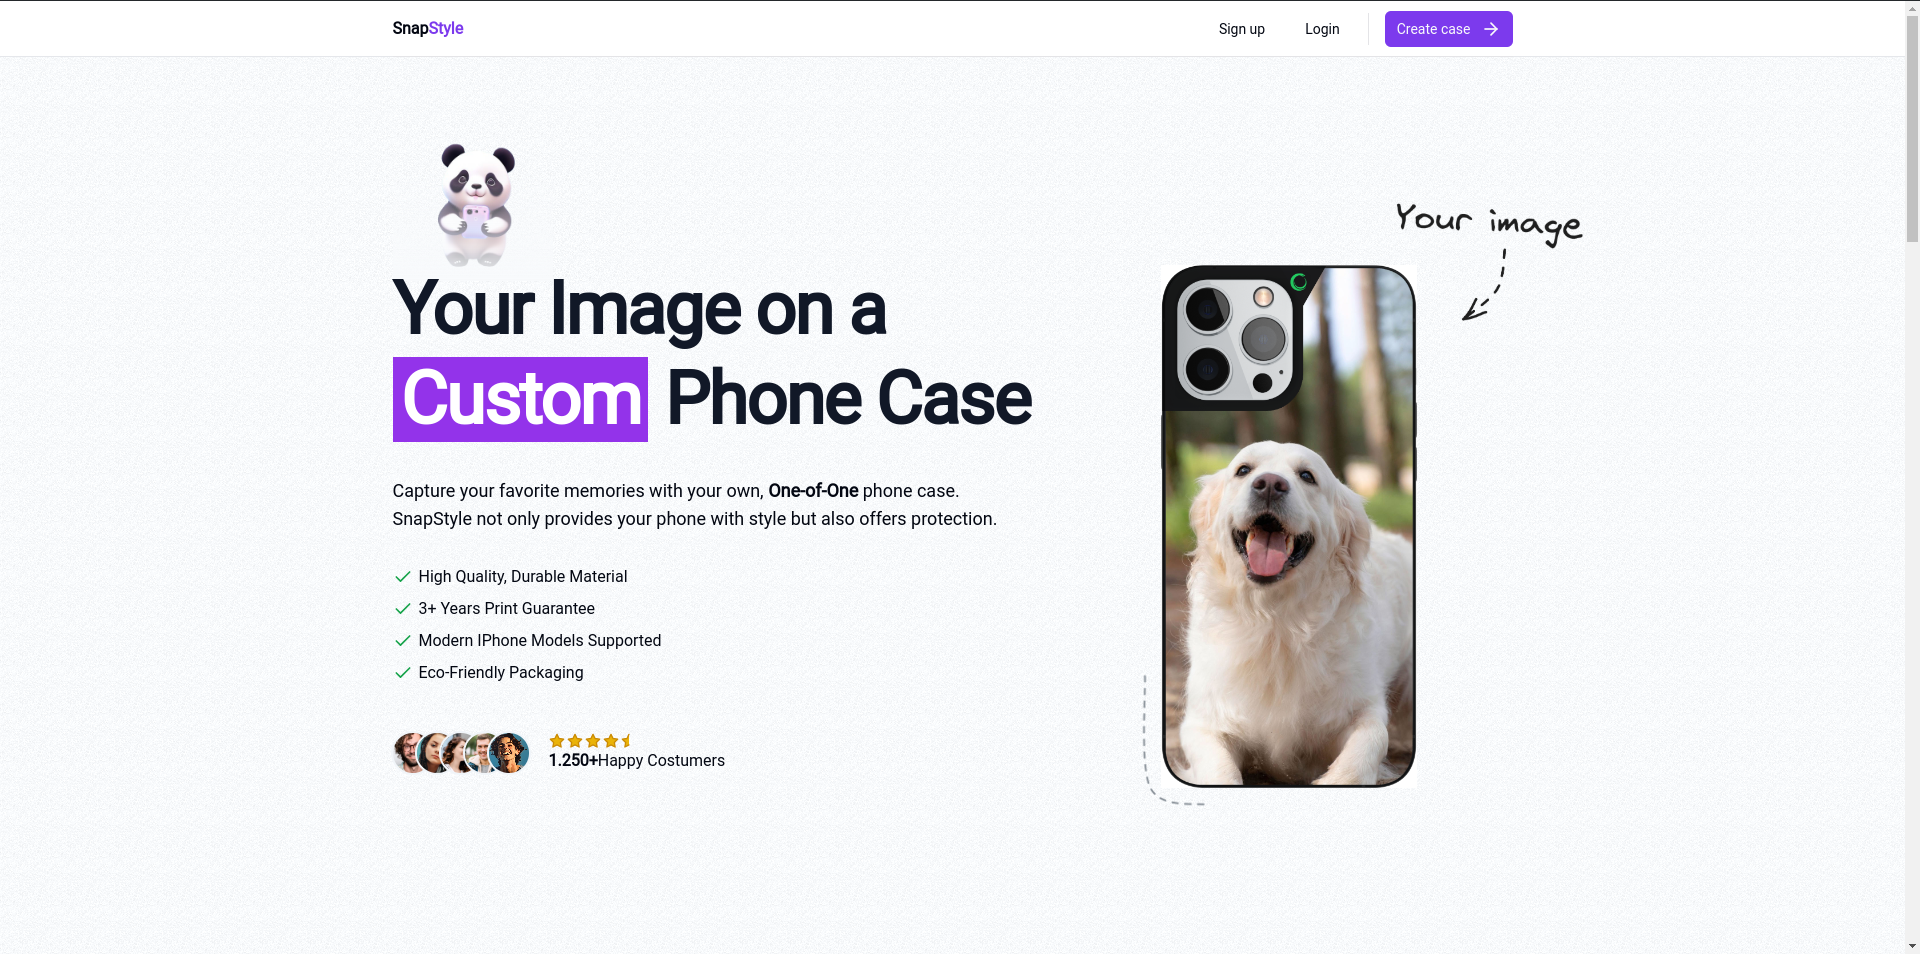 SnapStyle
Sign up
Login
Create case
Your image
Your Image on a
Custom Phone Case
Capture your favorite memories with your own, One-of-One phone case.
SnapStyle not only provides your phone with style but also offers protection.
High Quality, Durable Material
3+ Years Print Guarantee
Modern IPhone Models Supported
Eco-Friendly Packaging
1.250+Happy Costumers